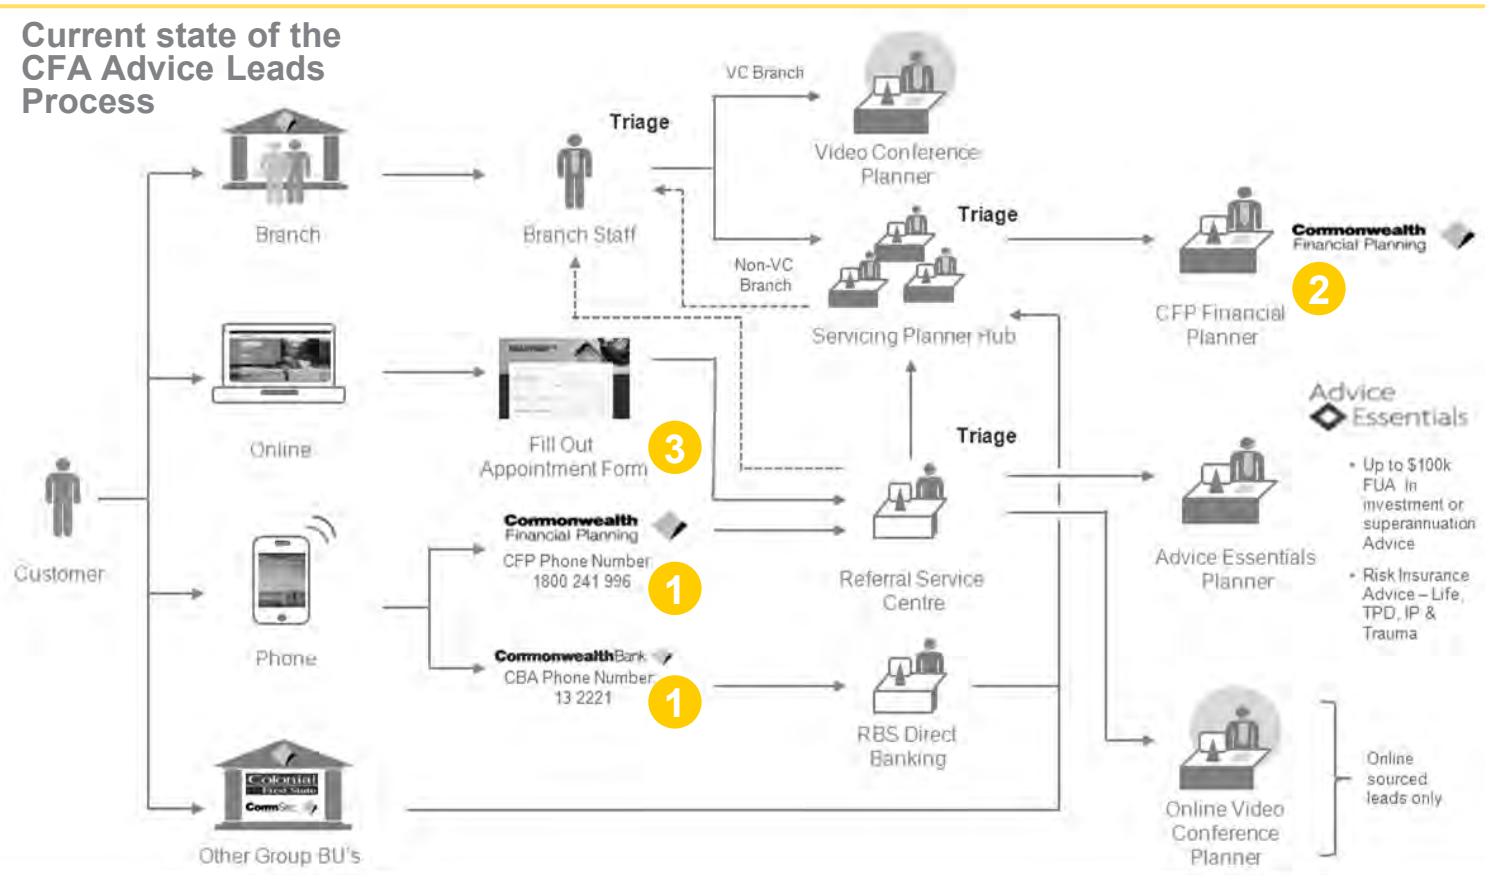 Current state of the
CFA Advice Leads
Process
VC Branch
Triage
Video Conference
Planner
Branch
Branch Staff
Triage
Commonwealth
Financial Planning
Non-VC
Branch
2
CFP Financial
Planner
Servicing Planner Hub
Online
Fill Out
Appointment Form
3
Triage
Advice
Essentials
• Up to $100k
FUA in
investment or
superannuation
Advice
• Risk Insurance
Advice – Life,
TPD, IP &
Trauma
Customer
Commonwealth
Financial Planning
CFP Phone Number
1800 241 996
1
Referral Service
Centre
Advice Essentials
Planner
Phone
CommonwealthBank
CBA Phone Number
13 2221
1
RBS Direct
Banking
Colonial
First State
CommSec
Other Group BU's
Online Video
Conference
Planner
Online
sourced
leads only